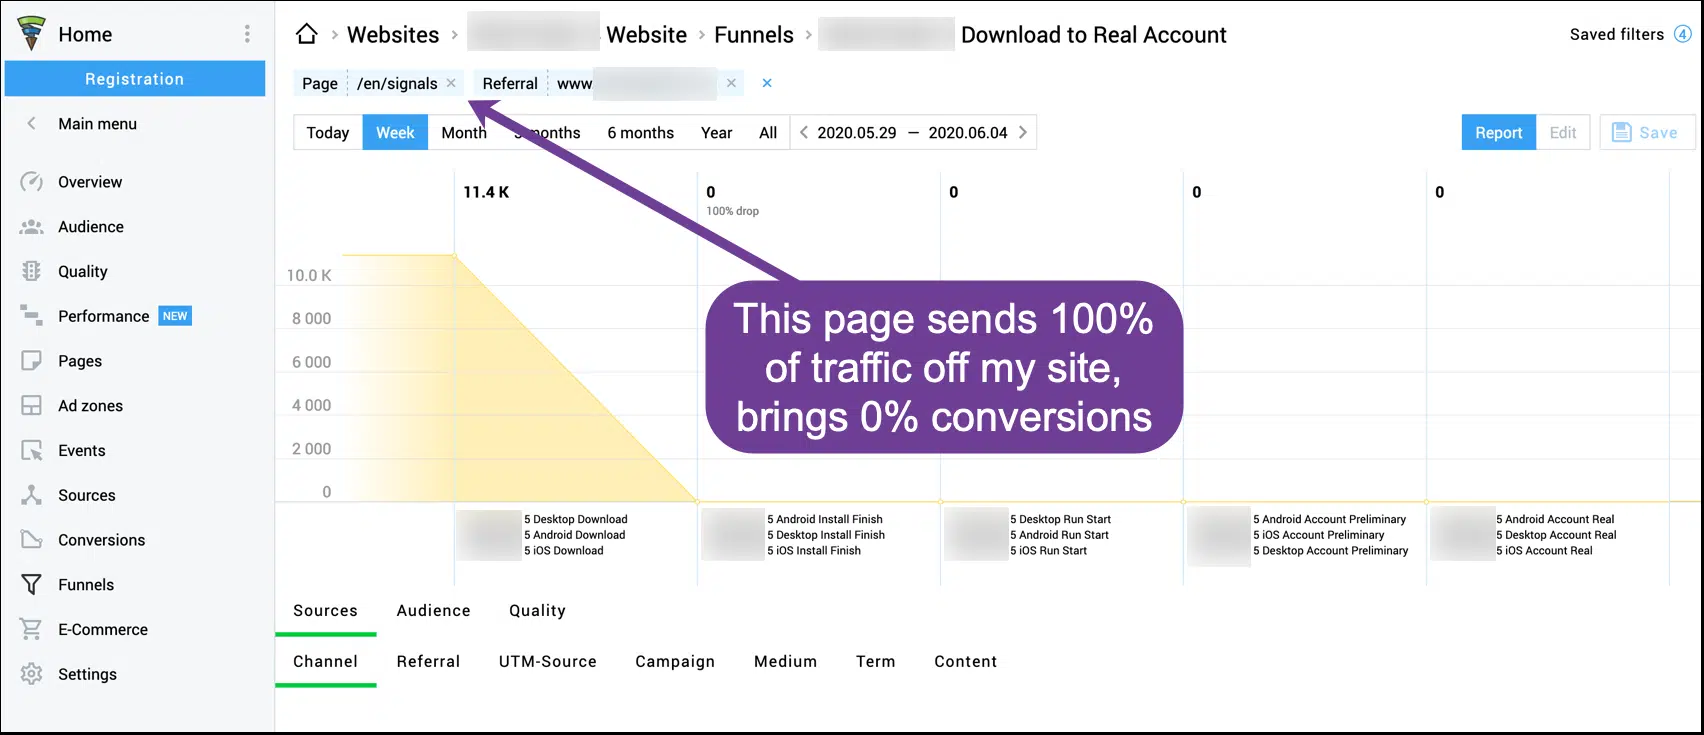 Home
Registration
Main menu
Overview
Audience
Quality
Performance NEW
Pages
Ad zones
Events
Sources
Conversions
Funnels
E-Commerce
Settings
Websites Website Funnels Download to Real Account
Saved filters 4
Page /en/signals × Referral www × ×
Today Week Month 3 months 6 months Year All 2020.05.29 — 2020.06.04
Report Edit Save
11.4 K 0 0 0 0
100% drop
10.0 K
8 000
6 000
4 000
2 000
0
This page sends 100%
of traffic off my site,
brings 0% conversions
5 Desktop Download
5 Android Download
5 iOS Download
5 Android Install Finish
5 Desktop Install Finish
5 iOS Install Finish
5 Desktop Run Start
5 Android Run Start
5 iOS Run Start
5 Android Account Preliminary
5 iOS Account Preliminary
5 Desktop Account Preliminary
5 Android Account Real
5 Desktop Account Real
5 iOS Account Real
Sources Audience Quality
Channel Referral UTM-Source Campaign Medium Term Content